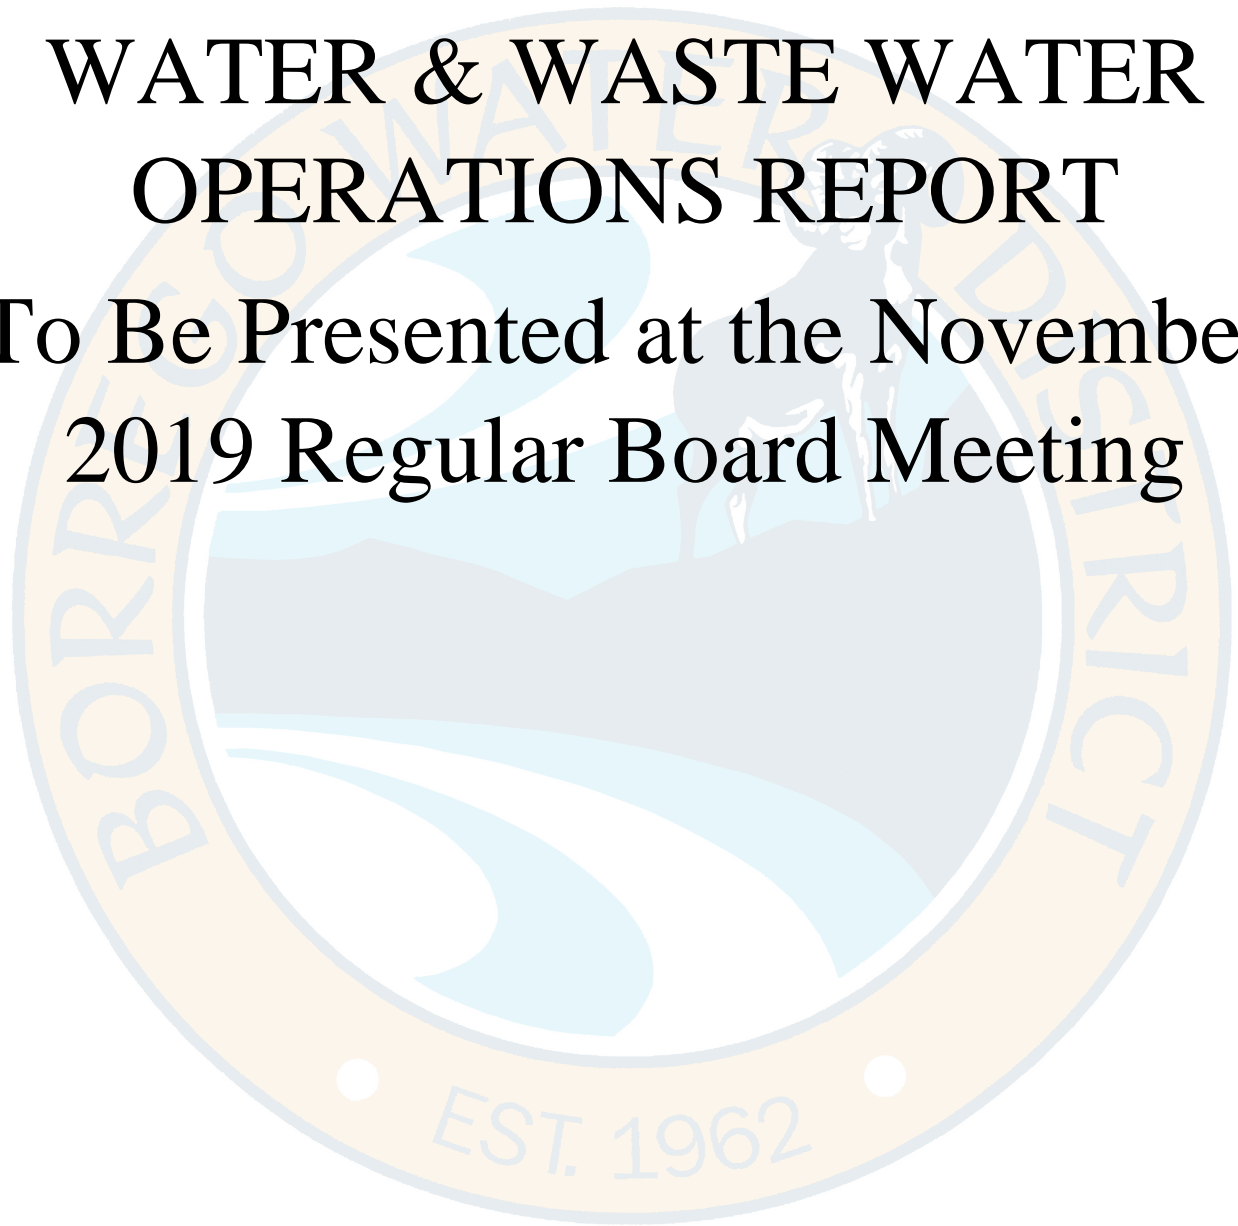 WATER & WASTE WATER
OPERATIONS REPORT
To Be Presented at the Novembe
2019 Regular Board Meeting
BORREGO WATER DISTRICT
EST. 1962